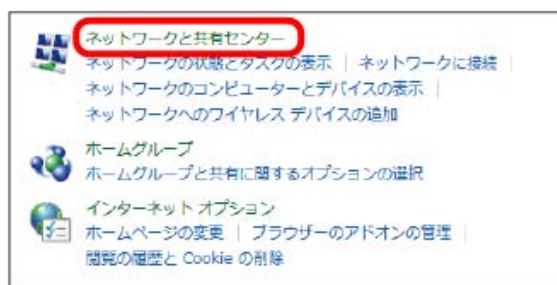 ネットワークと共有センター
ネットワークの状態とタスクの表示 | ネットワークに接続 |
ネットワークのコンピューターとデバイスの表示 |
ネットワークへのワイヤレス デバイスの追加
ホームグループ
ホームグループと共有に関するオプションの選択
インターネット オプション
ホームページの変更 | ブラウザーのアドオンの管理 |
閲覧の履歴と Cookie の削除